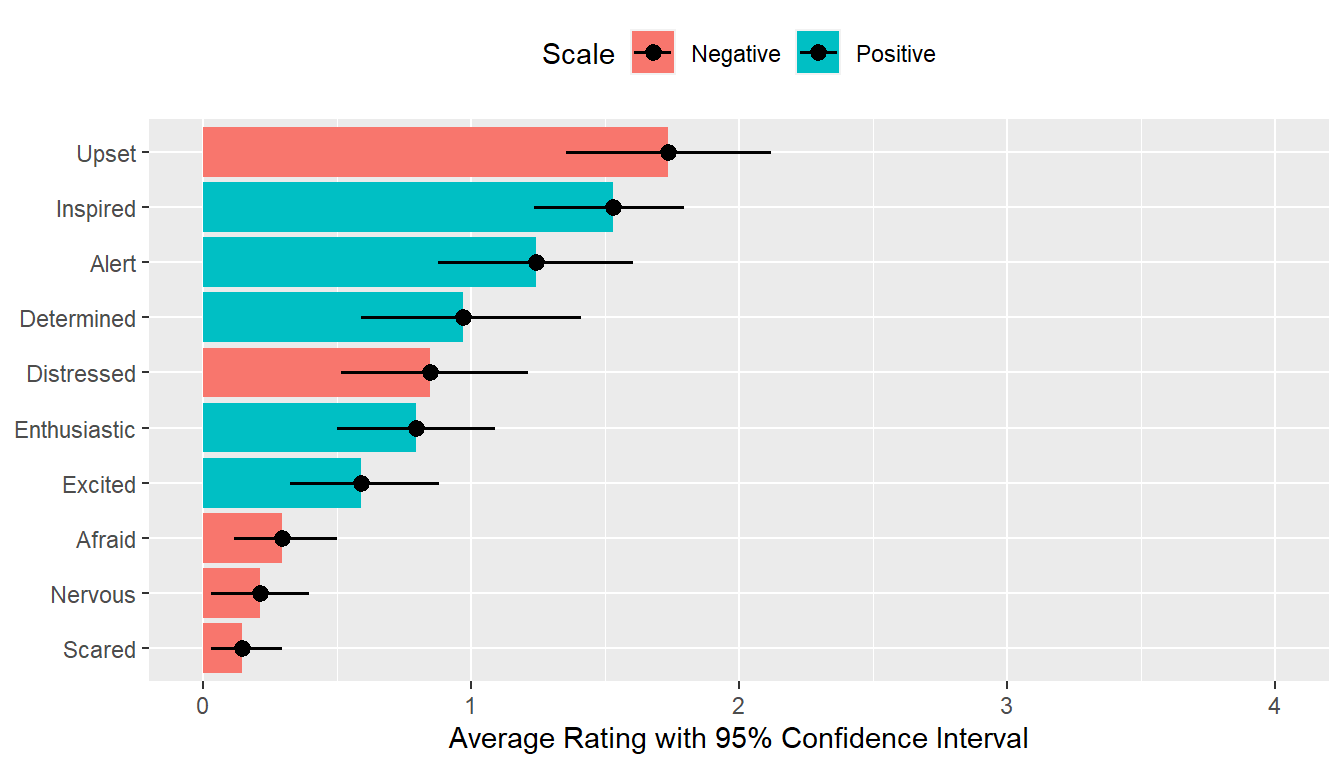 Scale Negative Positive
Upset
Inspired
Alert
Determined
Distressed
Enthusiastic
Excited
Afraid
Nervous
Scared
0 1 2 3 4
Average Rating with 95% Confidence Interval